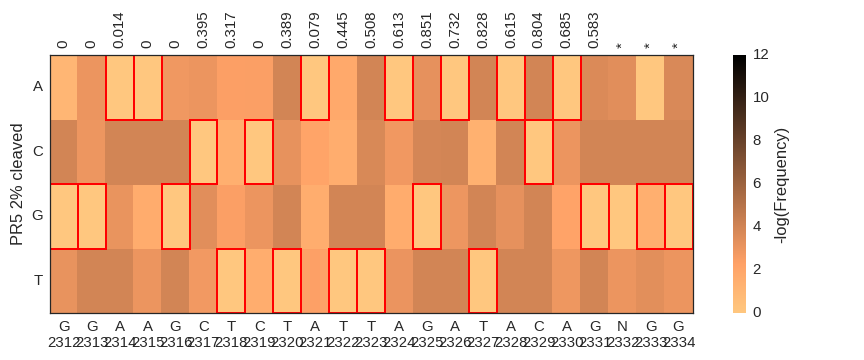 0 0 0.014 0 0 0.395 0.317 0 0.389 0.079 0.445 0.508 0.613 0.851 0.732 0.828 0.615 0.804 0.685 0.583 * * *
A
C
G
T
PR5 2% cleaved
G G A A G C T C T A T T A G A T A C A G N G G
2312 2313 2314 2315 2316 2317 2318 2319 2320 2321 2322 2323 2324 2325 2326 2327 2328 2329 2330 2331 2332 2333 2334
12
10
8
6
4
2
0
-log(Frequency)